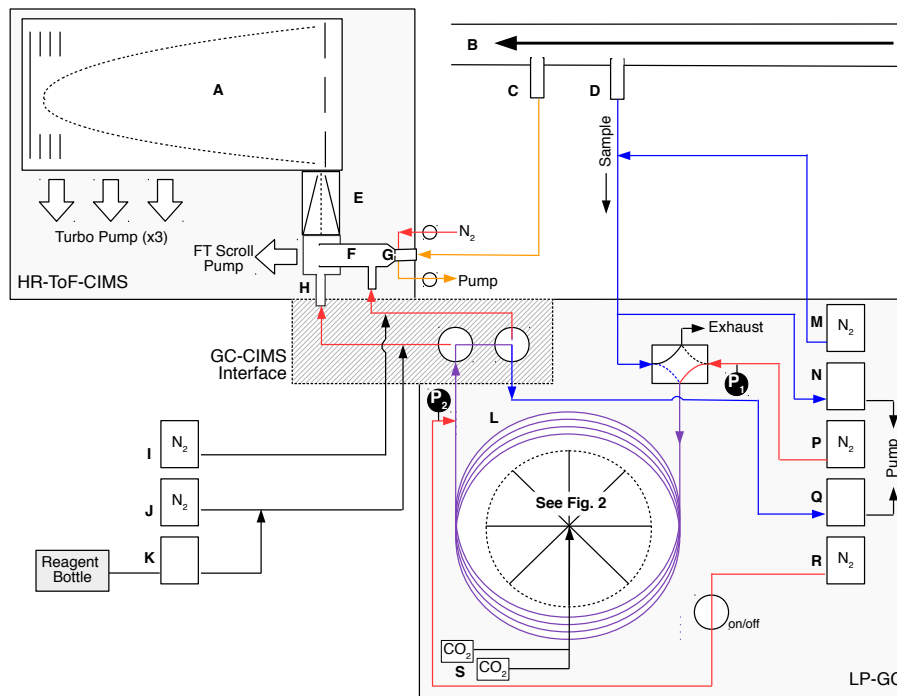 A
B
C
D
Sample
E
Turbo Pump (x3)
FT Scroll
Pump
N2
F
G
Pump
HR-ToF-CIMS
H
GC-CIMS
Interface
Exhaust
M
N2
P1
N
P2
L
I
N2
P
N2
Pump
J
N2
See Fig. 2
Q
K
Reagent
Bottle
R
N2
on/off
CO2
S
CO2
LP-GC